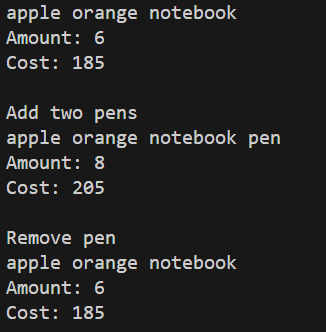 apple orange notebook
Amount: 6
Cost: 185
Add two pens
apple orange notebook pen
Amount: 8
Cost: 205
Remove pen
apple orange notebook
Amount: 6
Cost: 185